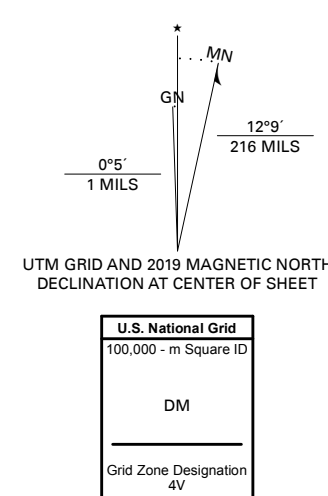 ★
MN
GN
12°9´
216 MILS
0°5´
1 MILS
UTM GRID AND 2019 MAGNETIC NORTH
DECLINATION AT CENTER OF SHEET
U.S. National Grid
100,000 - m Square ID
DM
Grid Zone Designation
4V